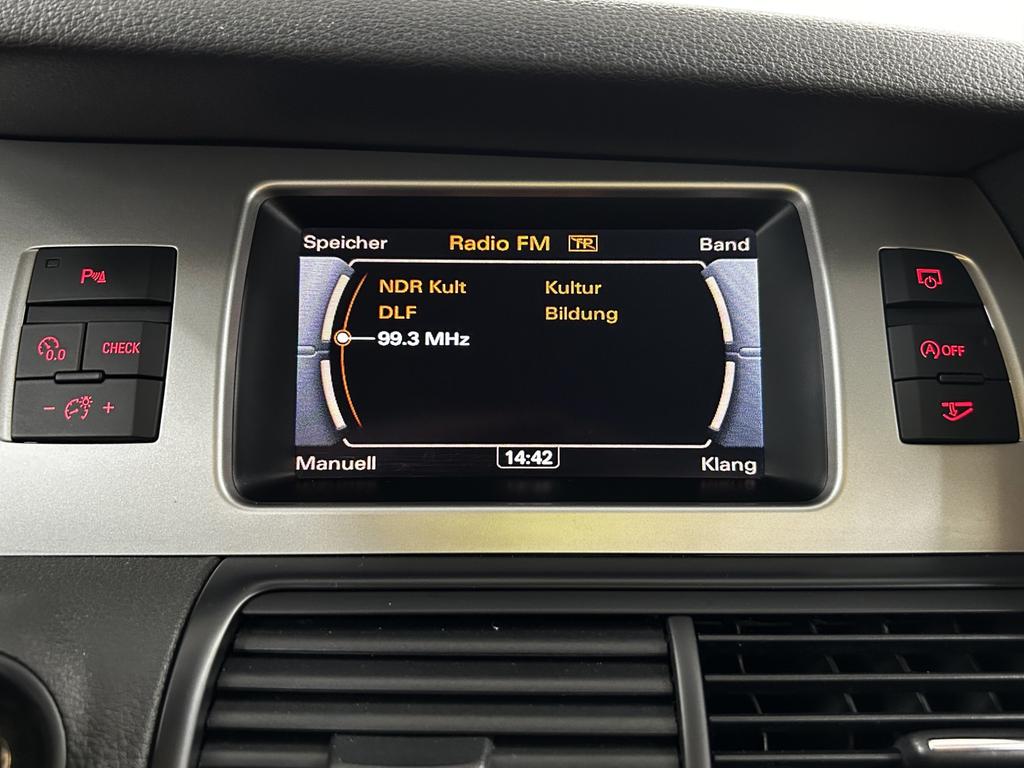 Speicher Radio FM TP Band
NDR Kult Kultur
DLF Bildung
99.3 MHz
Manuell 14:42 Klang
P
0.0 CHECK
- +
A OFF